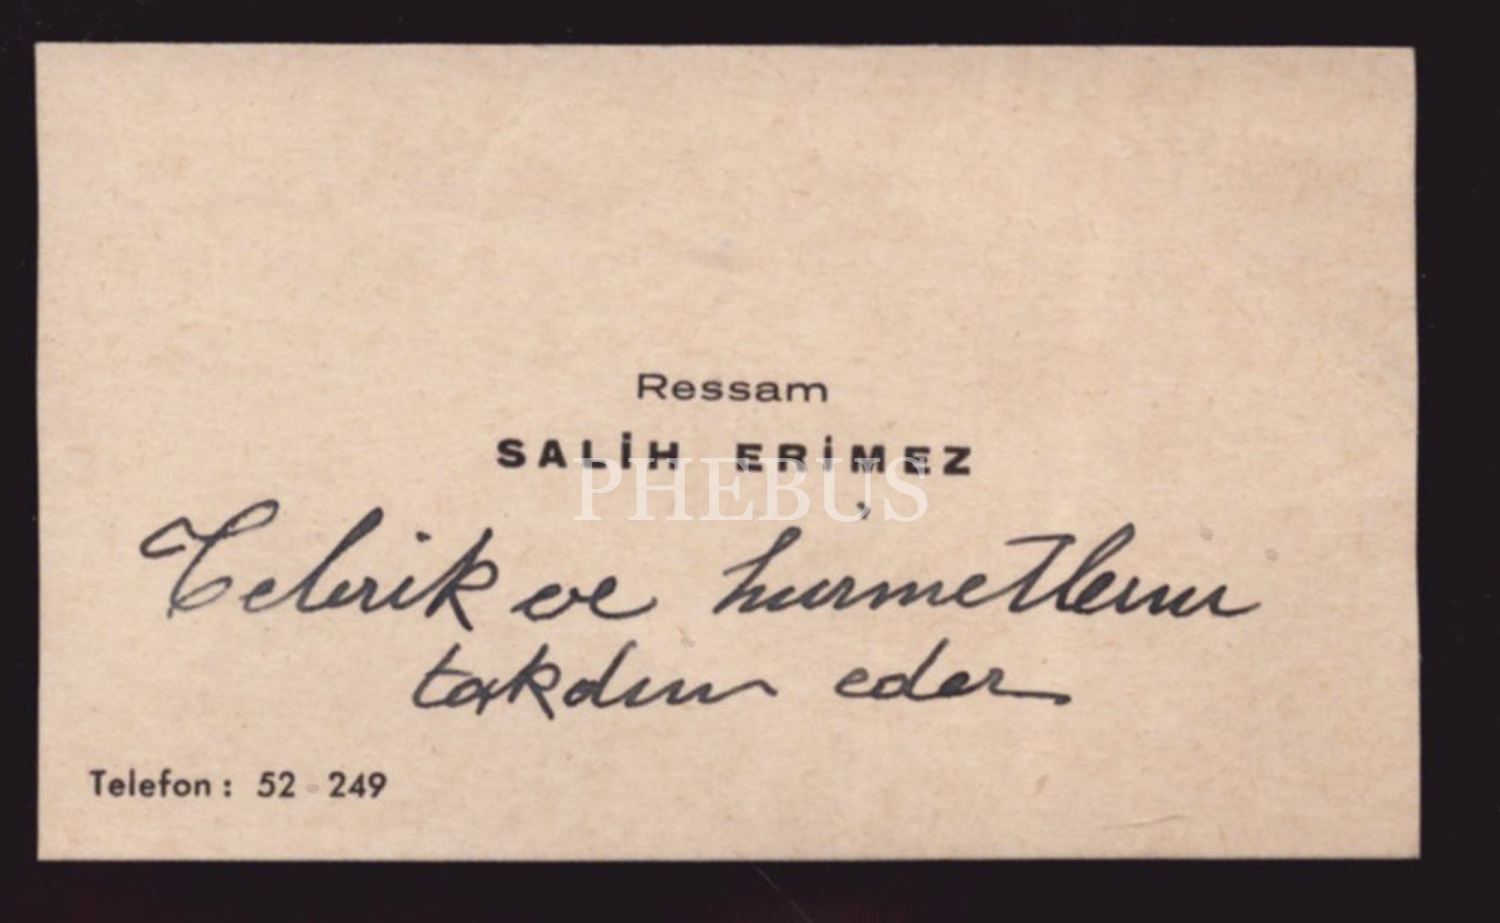 Ressam
SALİH ERİMEZ
PHEBUS
Tebrik ve hürmetlerini
takdim eder
Telefon : 52 249